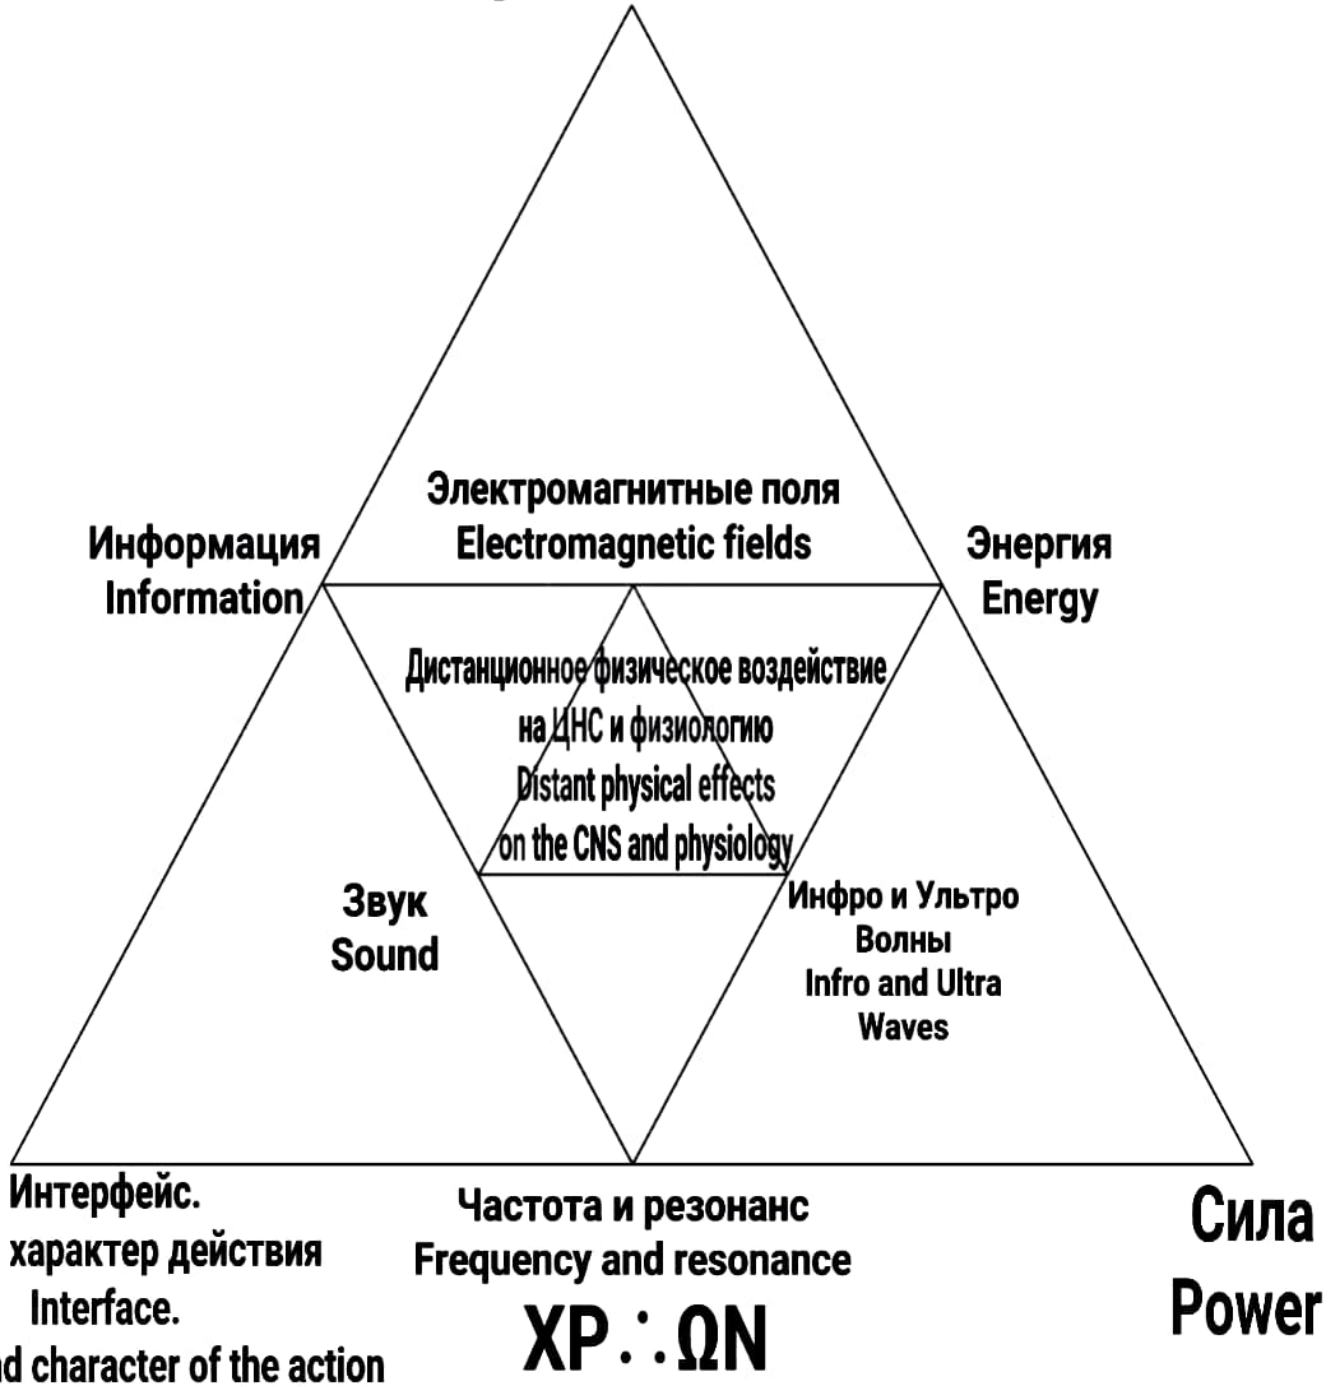 Электромагнитные поля
Electromagnetic fields
Информация
Information
Энергия
Energy
Дистанционное физическое воздействие
на ЦНС и физиологию
Distant physical effects
on the CNS and physiology
Звук
Sound
Инфро и Ультро
Волны
Infro and Ultra
Waves
Интерфейс.
характер действия
Interface.
character of the action
Частота и резонанс
Frequency and resonance
ΧΡ∴ΩΝ
Сила
Power